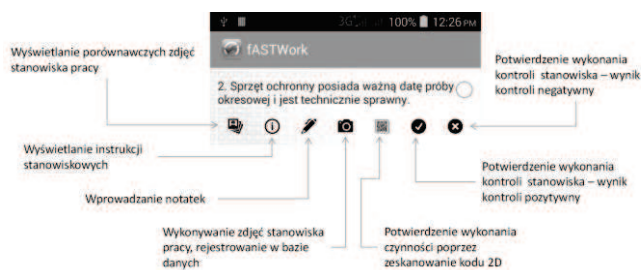 3G 100% 12:26 PM
fASTWork
Wyświetlanie porównawczych zdjęć
stanowiska pracy
2. Sprzęt ochronny posiada ważną datę próby
okresowej i jest technicznie sprawny.
Potwierdzenie wykonania
kontroli stanowiska – wynik
kontroli negatywny
Wyświetlanie instrukcji
stanowiskowych
Wprowadzanie notatek
Potwierdzenie wykonania
kontroli stanowiska – wynik
kontroli pozytywny
Wykonywanie zdjęć stanowiska
pracy, rejestrowanie w bazie
danych
Potwierdzenie wykonania
czynności poprzez
zeskanowanie kodu 2D